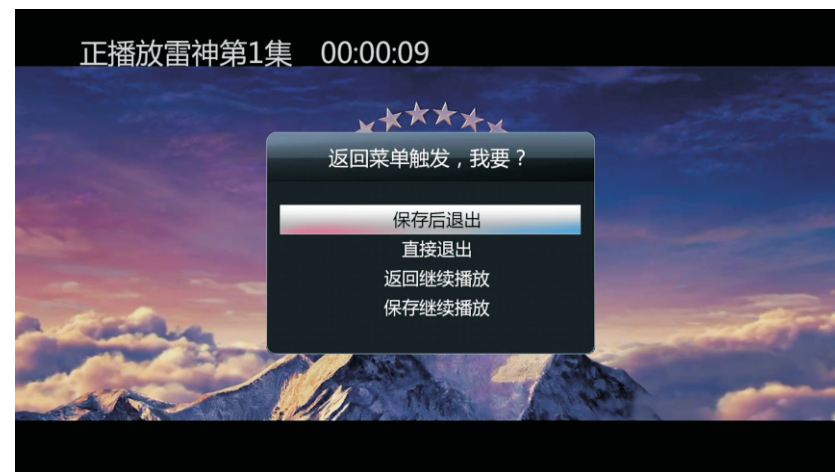 正播放雷神第1集 00:00:09
返回菜单触发，我要？
保存后退出
直接退出
返回继续播放
保存继续播放